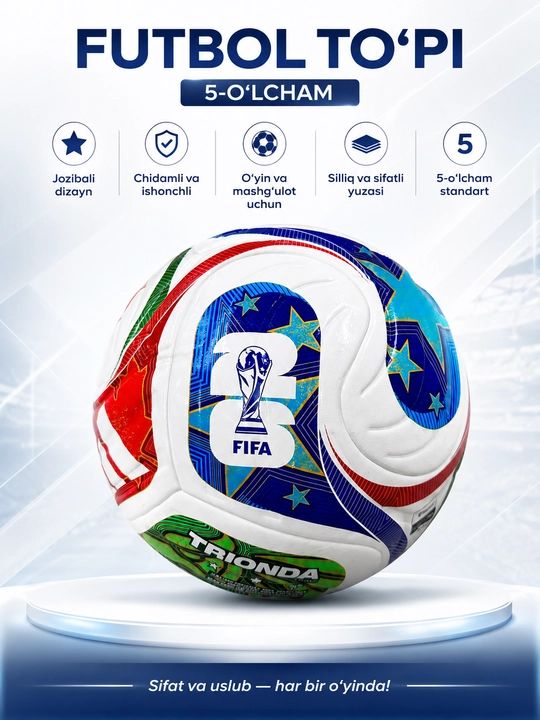 FUTBOL TO‘PI
5-O‘LCHAM
Jozibali
dizayn
Chidamli va
ishonchli
O‘yin va
mashg‘ulot
uchun
Silliq va sifatli
yuzasi
5
5-o‘lcham
standart
26
FIFA
TRIONDA
Sifat va uslub — har bir o‘yinda!